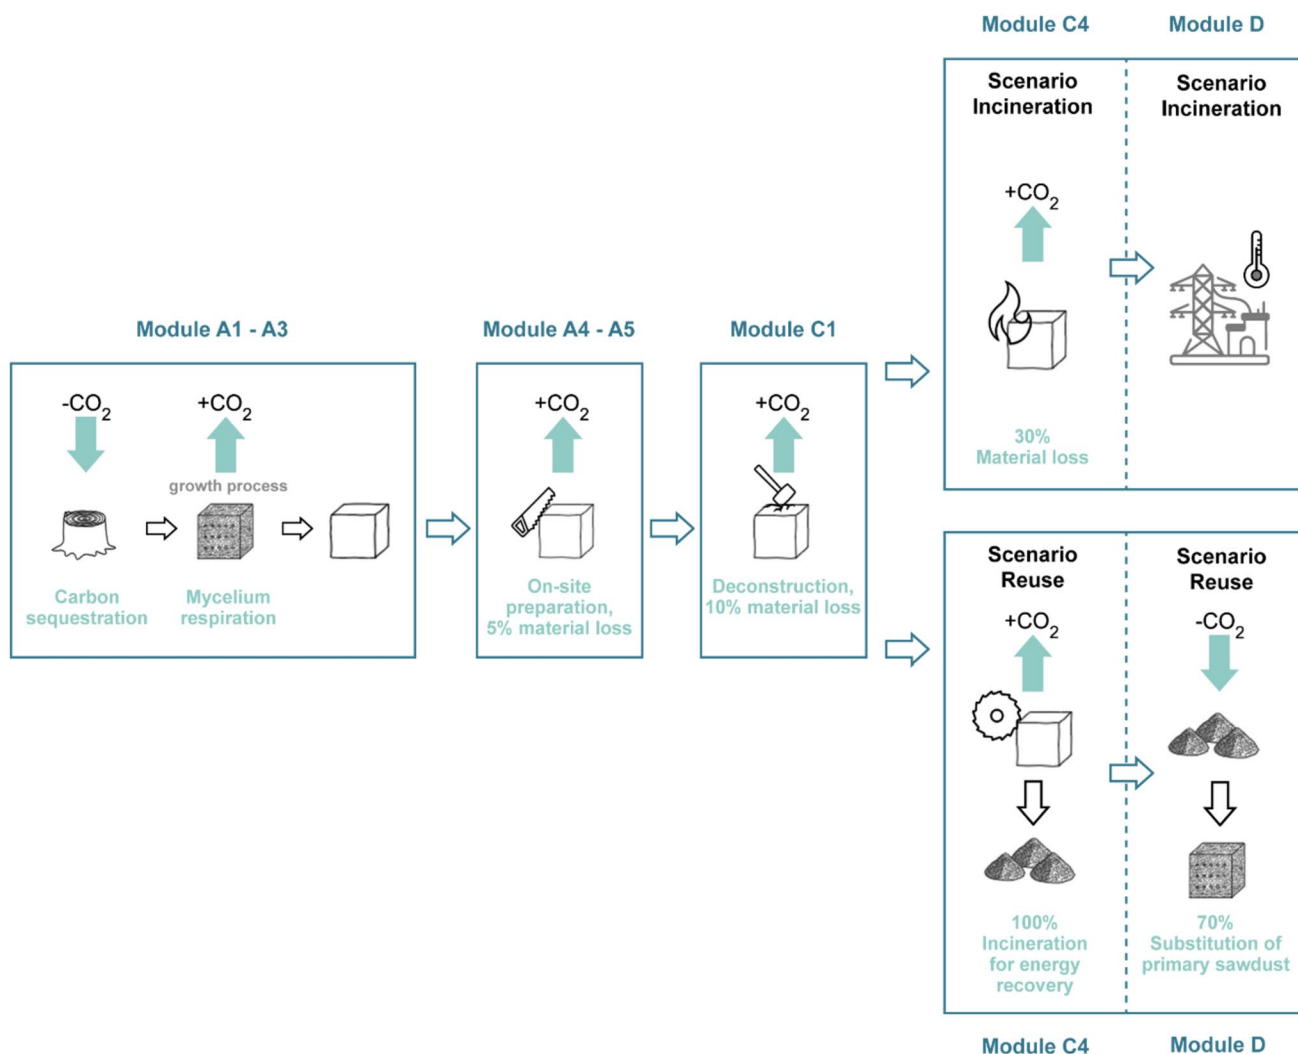 Module C4
Module D
Scenario
Incineration
Scenario
Incineration
+CO₂
30%
Material loss
Module A1 - A3
-CO₂
+CO₂
growth process
Carbon
sequestration
Mycelium
respiration
Module A4 - A5
+CO₂
On-site
preparation,
5% material loss
Module C1
+CO₂
Deconstruction,
10% material loss
Scenario
Reuse
+CO₂
100%
Incineration
for energy
recovery
Scenario
Reuse
-CO₂
70%
Substitution of
primary sawdust
Module C4
Module D